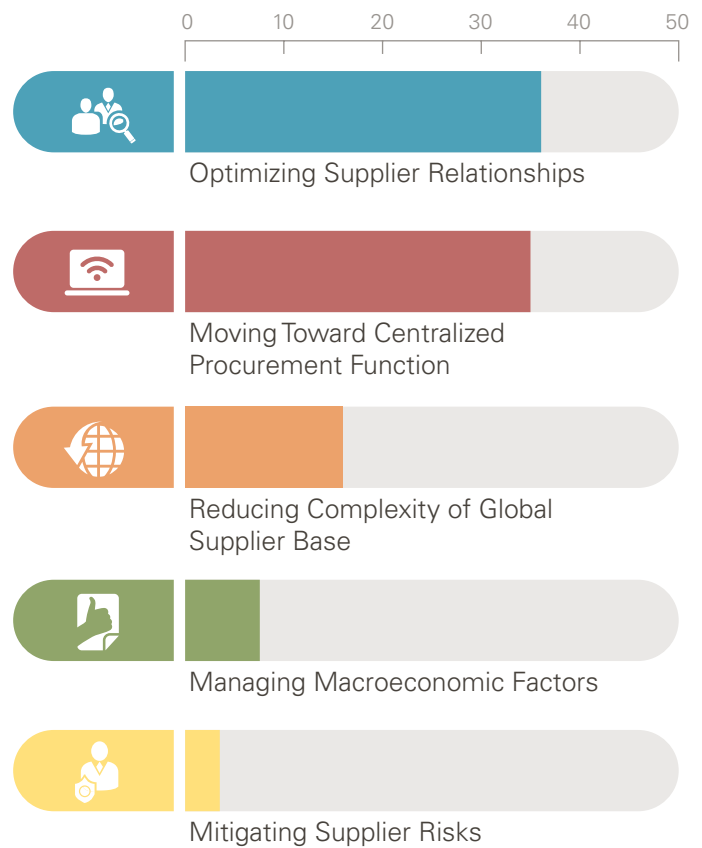 0 10 20 30 40 50
Optimizing Supplier Relationships
Moving Toward Centralized
Procurement Function
Reducing Complexity of Global
Supplier Base
Managing Macroeconomic Factors
Mitigating Supplier Risks